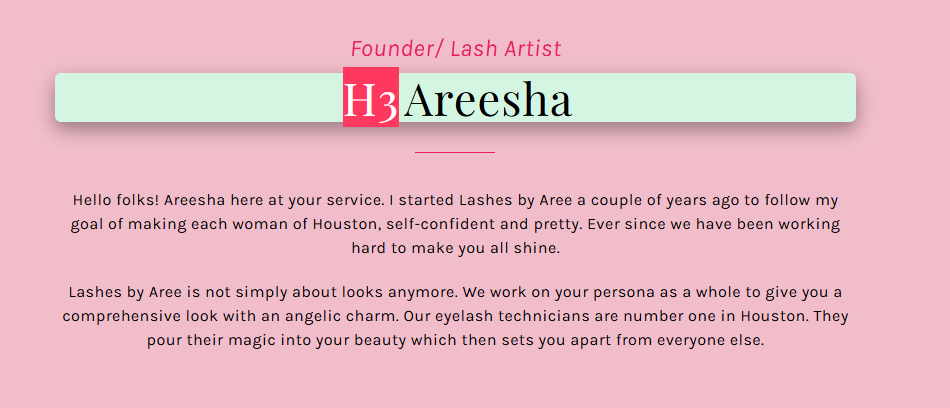 Founder/ Lash Artist
H3 Areesha
Hello folks! Areesha here at your service. I started Lashes by Aree a couple of years ago to follow my
goal of making each woman of Houston, self-confident and pretty. Ever since we have been working
hard to make you all shine.
Lashes by Aree is not simply about looks anymore. We work on your persona as a whole to give you a
comprehensive look with an angelic charm. Our eyelash technicians are number one in Houston. They
pour their magic into your beauty which then sets you apart from everyone else.